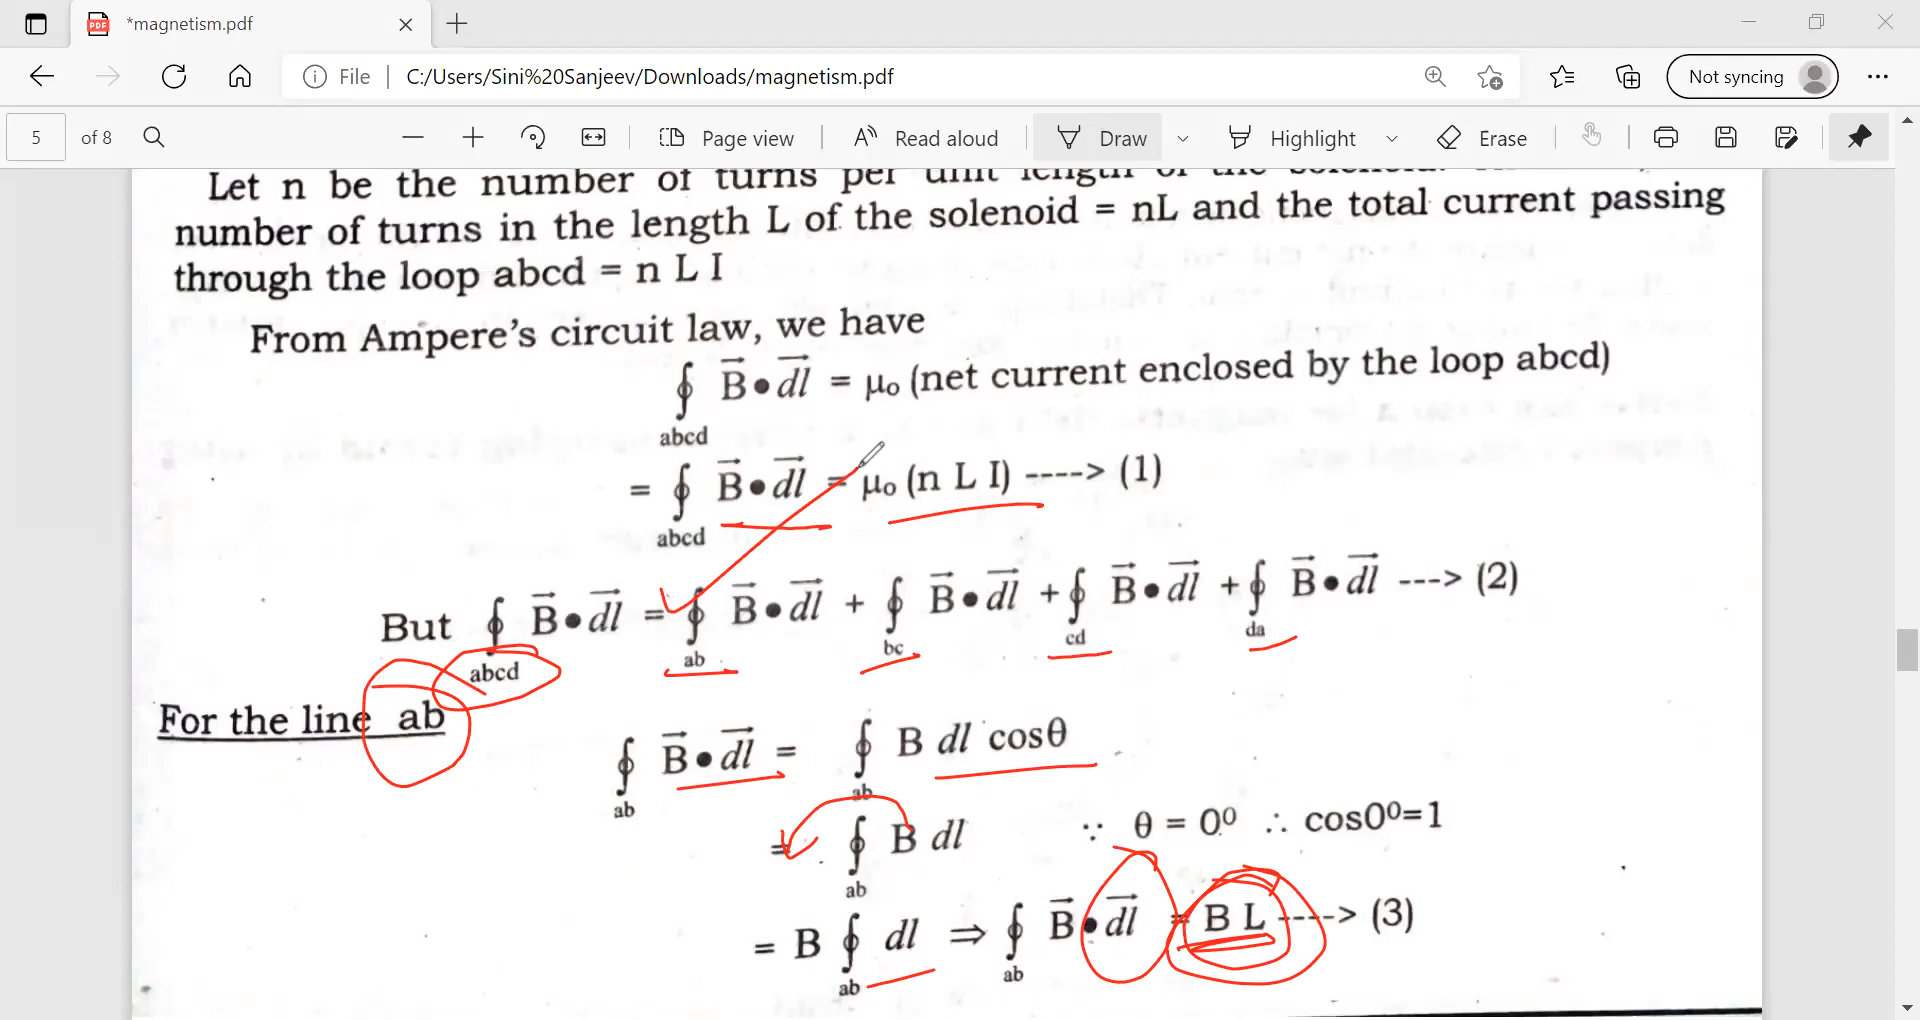 *magnetism.pdf
File | C:/Users/Sini%20Sanjeev/Downloads/magnetism.pdf
Not syncing
5 of 8
Page view
Read aloud
Draw
Highlight
Erase
Let n be the number of turns per unit length of the
number of turns in the length L of the solenoid = nL and the total current passing
through the loop abcd = n L I
From Ampere's circuit law, we have
∮abcd B⃗•dl⃗ = μo (net current enclosed by the loop abcd)
= ∮abcd B⃗•dl⃗ = μo (n L I) ----> (1)
But ∮abcd B⃗•dl⃗ = ∮ab B⃗•dl⃗ + ∮bc B⃗•dl⃗ + ∮cd B⃗•dl⃗ + ∮da B⃗•dl⃗ ---> (2)
For the line ab
∮ab B⃗•dl⃗ = ∮ab B dl cosθ
= ∮ab B dl ∵ θ = 0⁰ ∴ cos0⁰=1
= B ∮ab dl ⇒ ∮ab B⃗•dl⃗ = B L ----> (3)